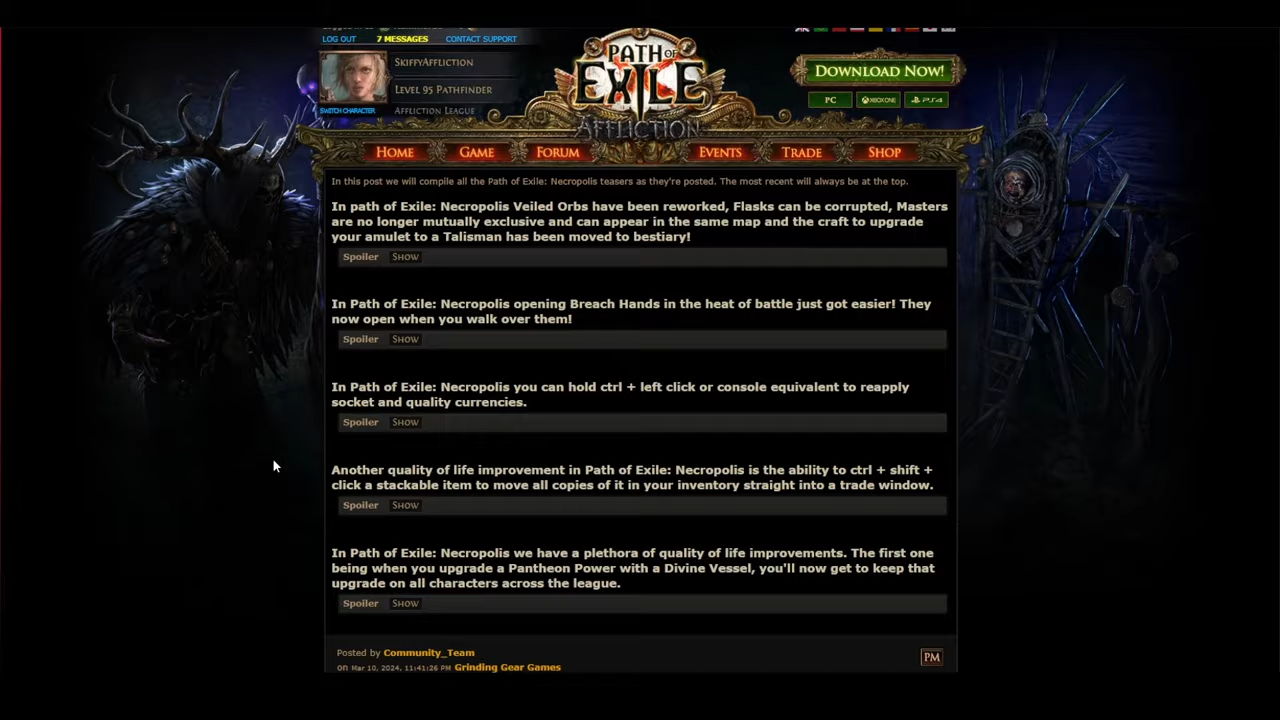 LOG OUT 7 MESSAGES CONTACT SUPPORT
SKIFFYAFFLICTION
LEVEL 95 PATHFINDER
SWITCH CHARACTER AFFLICTION LEAGUE
PATH OF
EXILE
AFFLICTION
DOWNLOAD NOW!
PC XBOX ONE PS4
HOME GAME FORUM EVENTS TRADE SHOP
In this post we will compile all the Path of Exile: Necropolis teasers as they're posted. The most recent will always be at the top.
In path of Exile: Necropolis Veiled Orbs have been reworked, Flasks can be corrupted, Masters
are no longer mutually exclusive and can appear in the same map and the craft to upgrade
your amulet to a Talisman has been moved to bestiary!
Spoiler SHOW
In Path of Exile: Necropolis opening Breach Hands in the heat of battle just got easier! They
now open when you walk over them!
Spoiler SHOW
In Path of Exile: Necropolis you can hold ctrl + left click or console equivalent to reapply
socket and quality currencies.
Spoiler SHOW
Another quality of life improvement in Path of Exile: Necropolis is the ability to ctrl + shift +
click a stackable item to move all copies of it in your inventory straight into a trade window.
Spoiler SHOW
In Path of Exile: Necropolis we have a plethora of quality of life improvements. The first one
being when you upgrade a Pantheon Power with a Divine Vessel, you'll now get to keep that
upgrade on all characters across the league.
Spoiler SHOW
Posted by Community_Team
on Mar 10, 2024, 11:41:26 PM Grinding Gear Games
PM